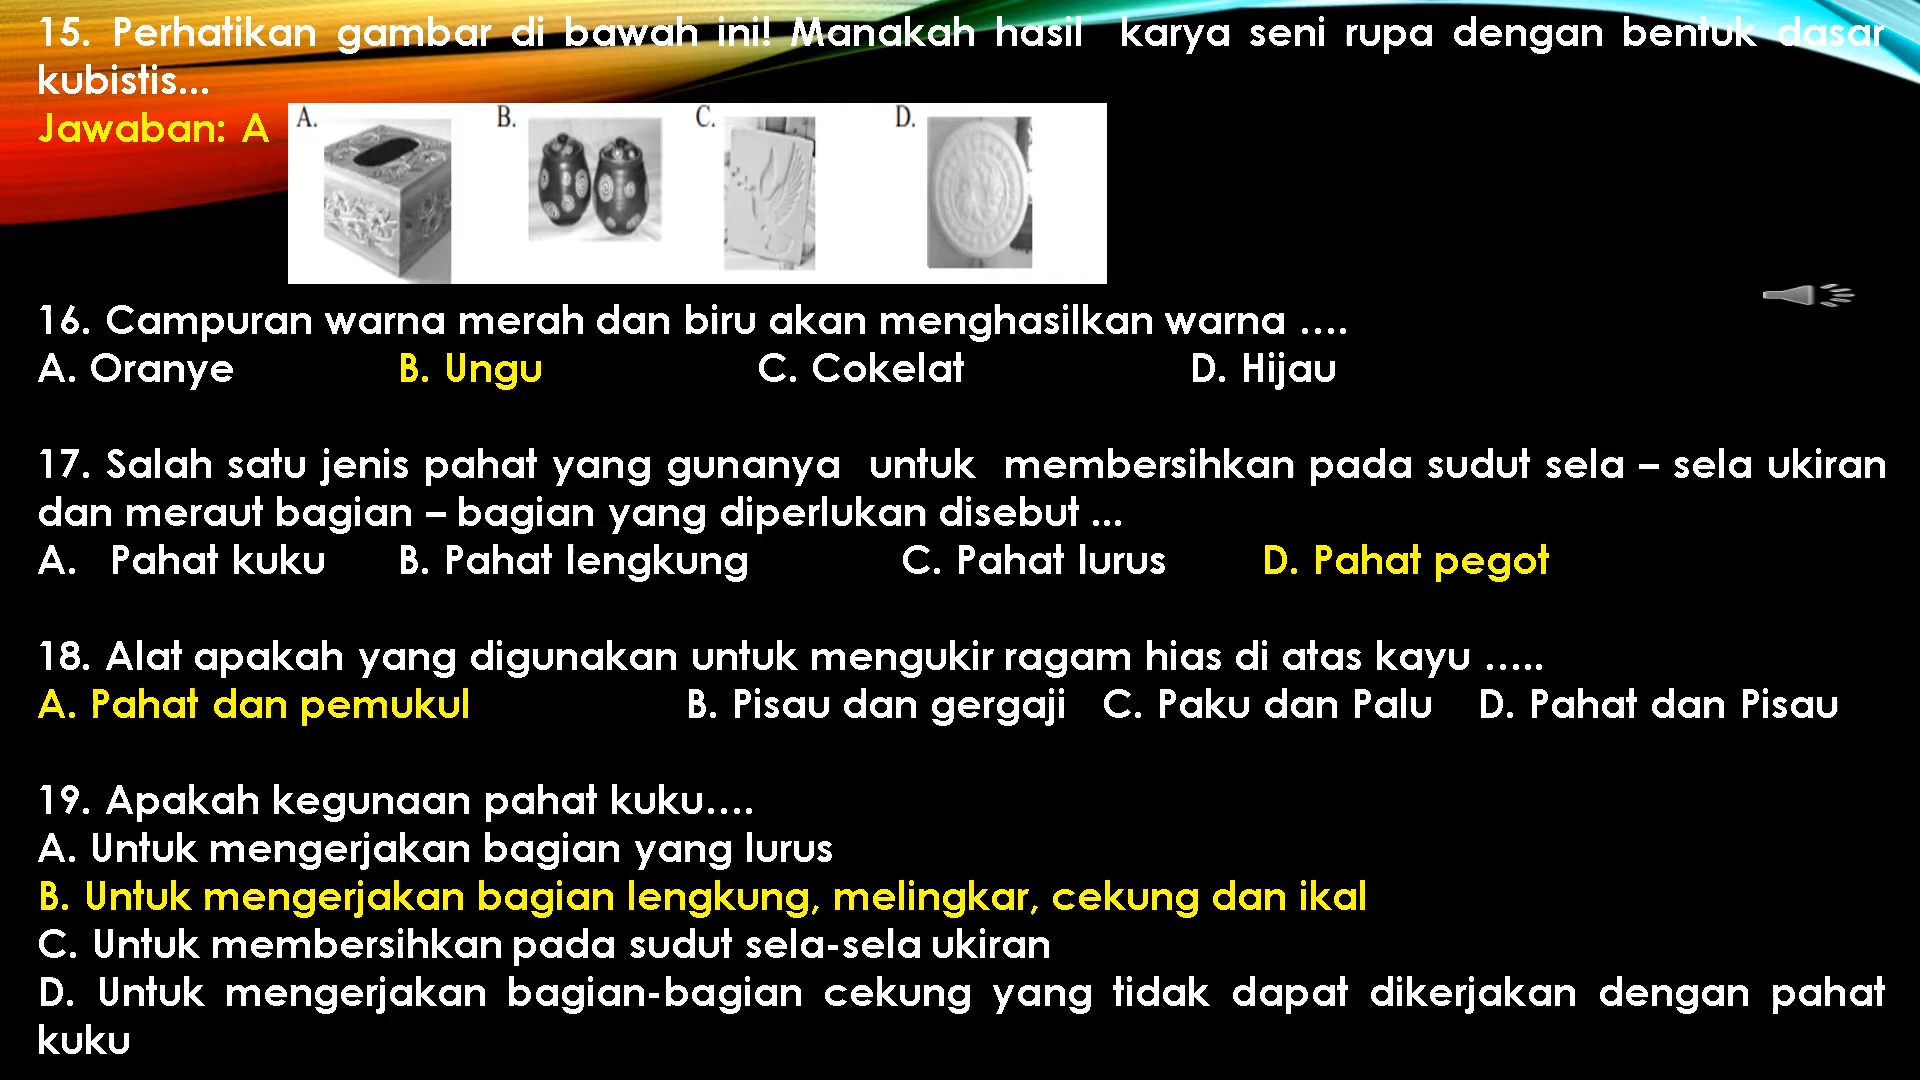 15. Perhatikan gambar di bawah ini! Manakah hasil karya seni rupa dengan bentuk dasar
kubistis...
Jawaban: A
A. B. C. D.
16. Campuran warna merah dan biru akan menghasilkan warna ....
A. Oranye B. Ungu C. Cokelat D. Hijau
17. Salah satu jenis pahat yang gunanya untuk membersihkan pada sudut sela – sela ukiran
dan meraut bagian – bagian yang diperlukan disebut ...
A. Pahat kuku B. Pahat lengkung C. Pahat lurus D. Pahat pegot
18. Alat apakah yang digunakan untuk mengukir ragam hias di atas kayu .....
A. Pahat dan pemukul B. Pisau dan gergaji C. Paku dan Palu D. Pahat dan Pisau
19. Apakah kegunaan pahat kuku....
A. Untuk mengerjakan bagian yang lurus
B. Untuk mengerjakan bagian lengkung, melingkar, cekung dan ikal
C. Untuk membersihkan pada sudut sela-sela ukiran
D. Untuk mengerjakan bagian-bagian cekung yang tidak dapat dikerjakan dengan pahat
kuku